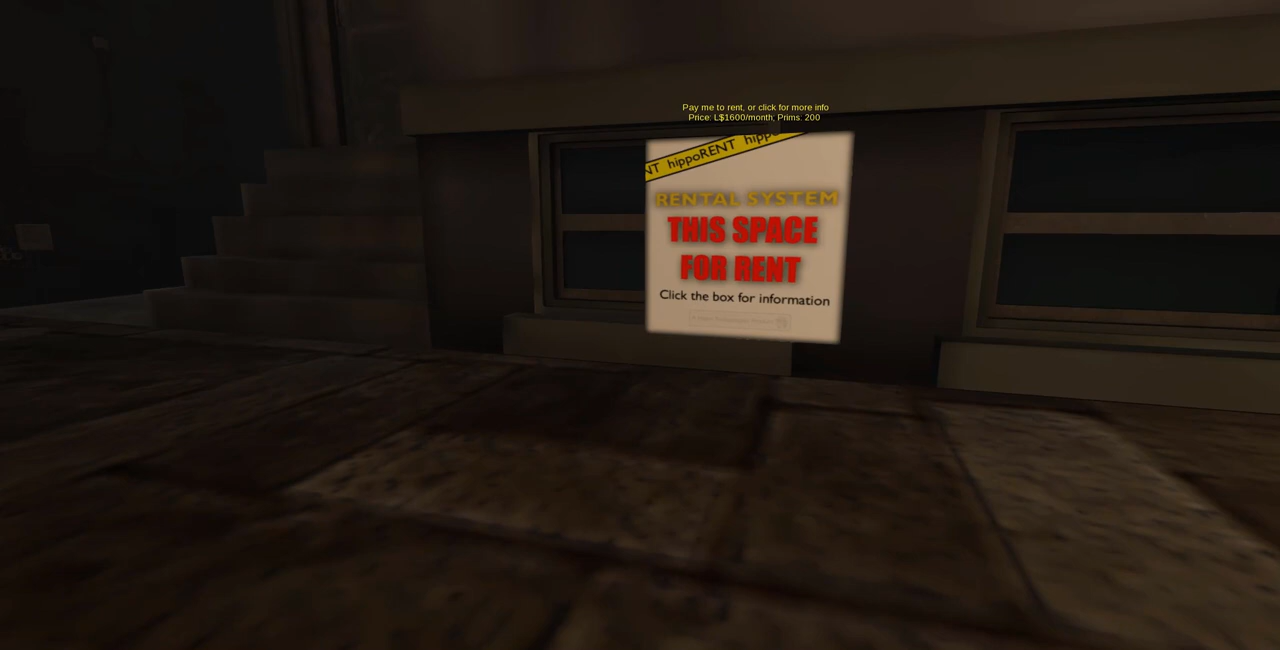 Pay me to rent, or click for more info
Price: L$1600/month, Prims: 200
NT hippoRENT hippo
RENTAL SYSTEM
THIS SPACE
FOR RENT
Click the box for information